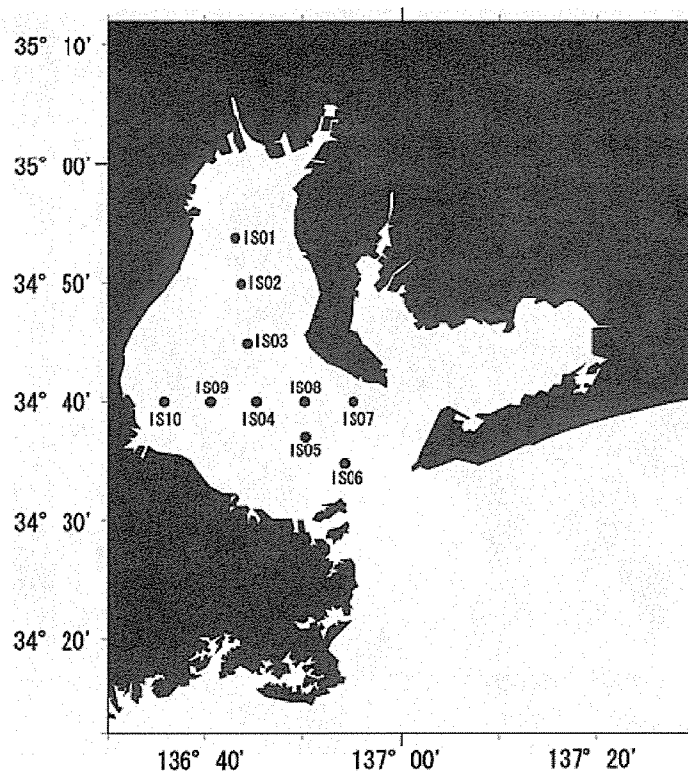 35° 10'
35° 00'
IS01
34° 50'
IS02
IS03
34° 40'
IS09
IS08
IS10
IS04
IS07
IS05
IS06
34° 30'
34° 20'
136° 40'
137° 00'
137° 20'